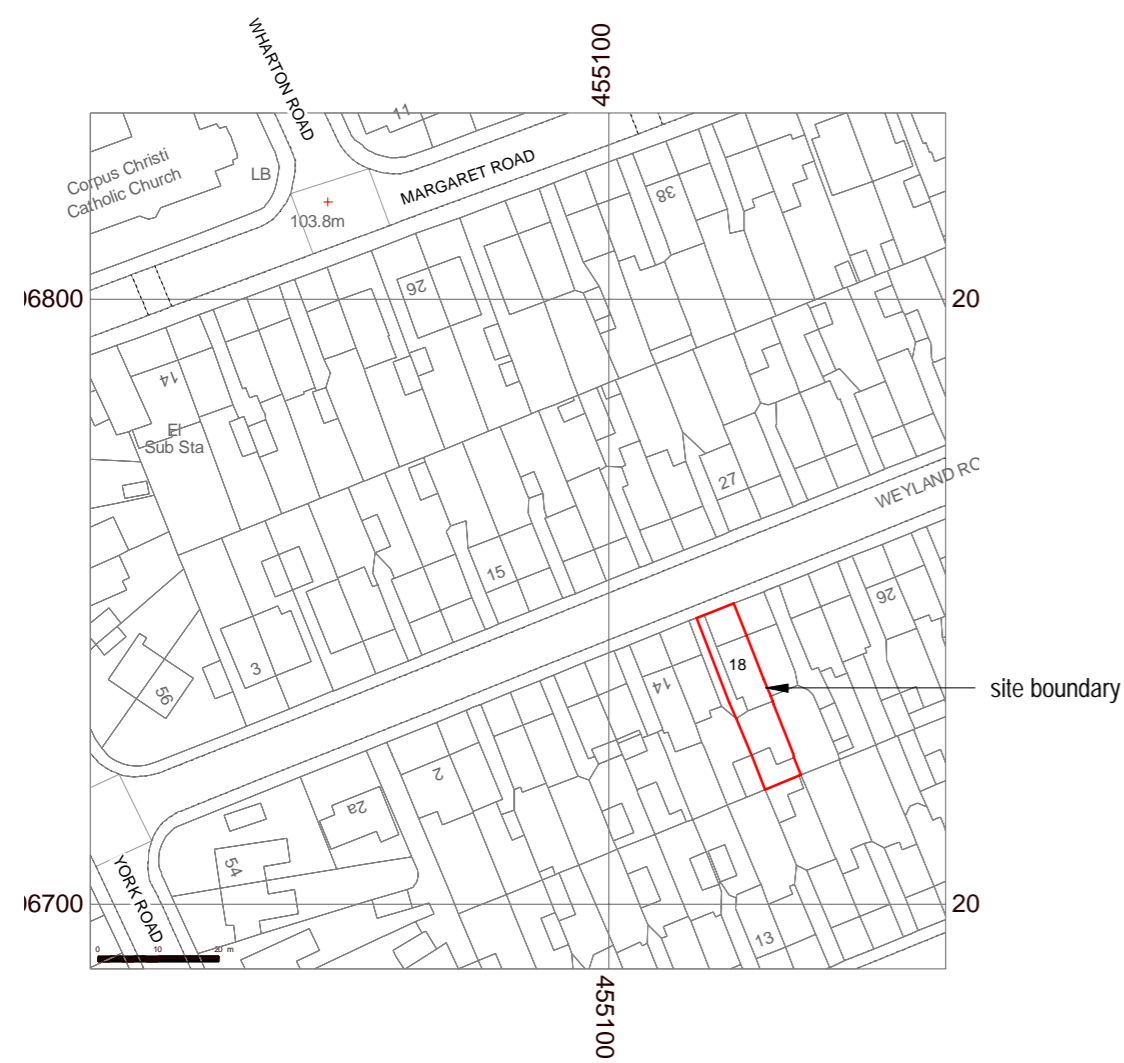 WHARTON ROAD
455100
11
Corpus Christi
Catholic Church
LB
MARGARET ROAD
38
103.8m
26
06800
20
14
El
Sub Sta
27
WEYLAND RO
15
26
3
18
14
56
site boundary
2
2a
54
YORK ROAD
06700
20
13
0 10 20 m
455100